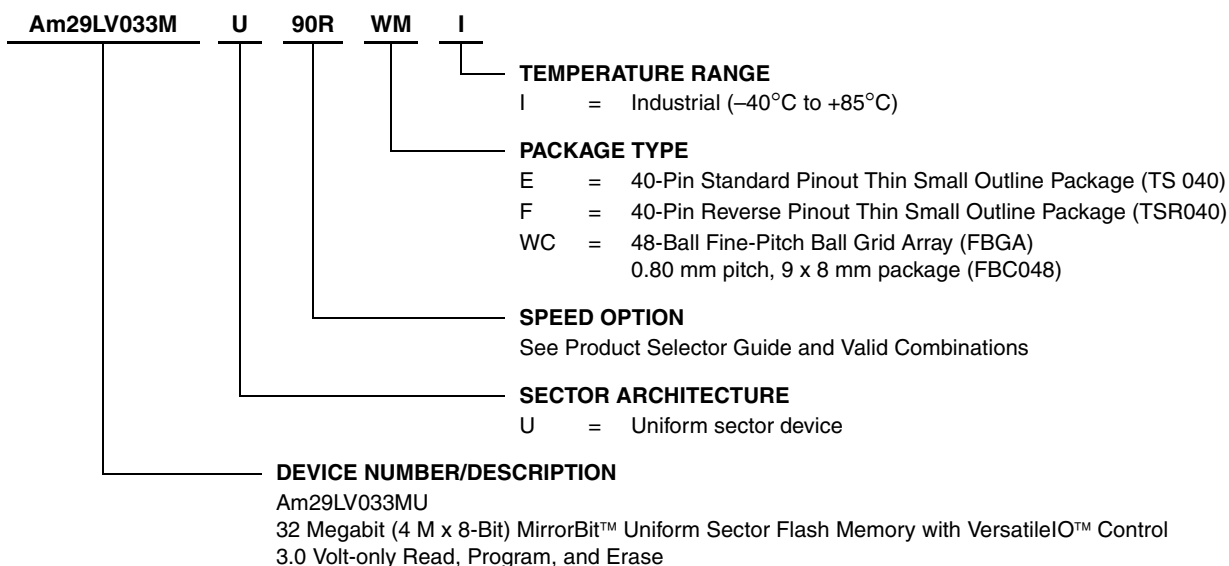 Am29LV033M U 90R WM I
TEMPERATURE RANGE
I = Industrial (–40°C to +85°C)
PACKAGE TYPE
E = 40-Pin Standard Pinout Thin Small Outline Package (TS 040)
F = 40-Pin Reverse Pinout Thin Small Outline Package (TSR040)
WC = 48-Ball Fine-Pitch Ball Grid Array (FBGA)
0.80 mm pitch, 9 x 8 mm package (FBC048)
SPEED OPTION
See Product Selector Guide and Valid Combinations
SECTOR ARCHITECTURE
U = Uniform sector device
DEVICE NUMBER/DESCRIPTION
Am29LV033MU
32 Megabit (4 M x 8-Bit) MirrorBit™ Uniform Sector Flash Memory with VersatileIO™ Control
3.0 Volt-only Read, Program, and Erase